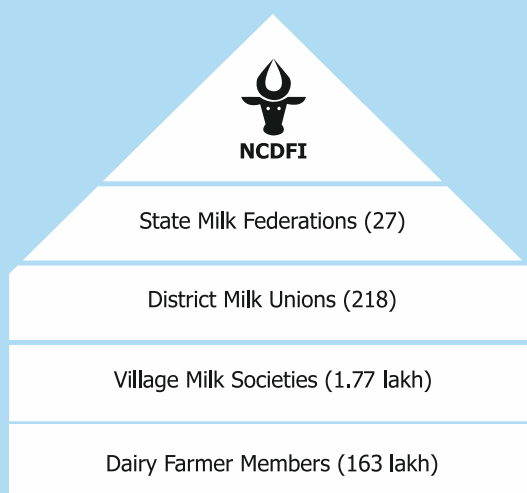 NCDFI
State Milk Federations (27)
District Milk Unions (218)
Village Milk Societies (1.77 lakh)
Dairy Farmer Members (163 lakh)